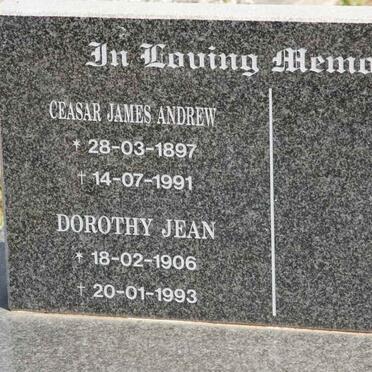 In Loving Memo
CEASAR JAMES ANDREW
* 28-03-1897
† 14-07-1991
DOROTHY JEAN
* 18-02-1906
† 20-01-1993